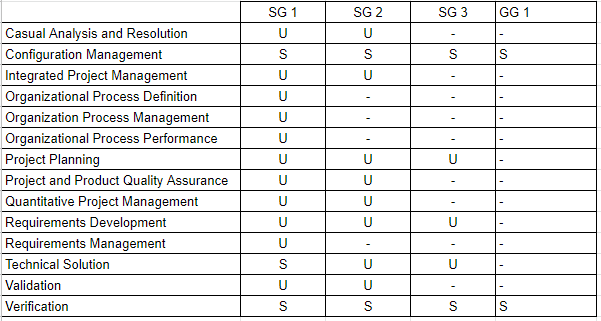 SG 1 SG 2 SG 3 GG 1
Casual Analysis and Resolution U U - -
Configuration Management S S S S
Integrated Project Management U U - -
Organizational Process Definition U - - -
Organization Process Management U - - -
Organizational Process Performance U - - -
Project Planning U U U -
Project and Product Quality Assurance U U - -
Quantitative Project Management U U - -
Requirements Development U U U -
Requirements Management U - - -
Technical Solution S U U -
Validation U U - -
Verification S S S S